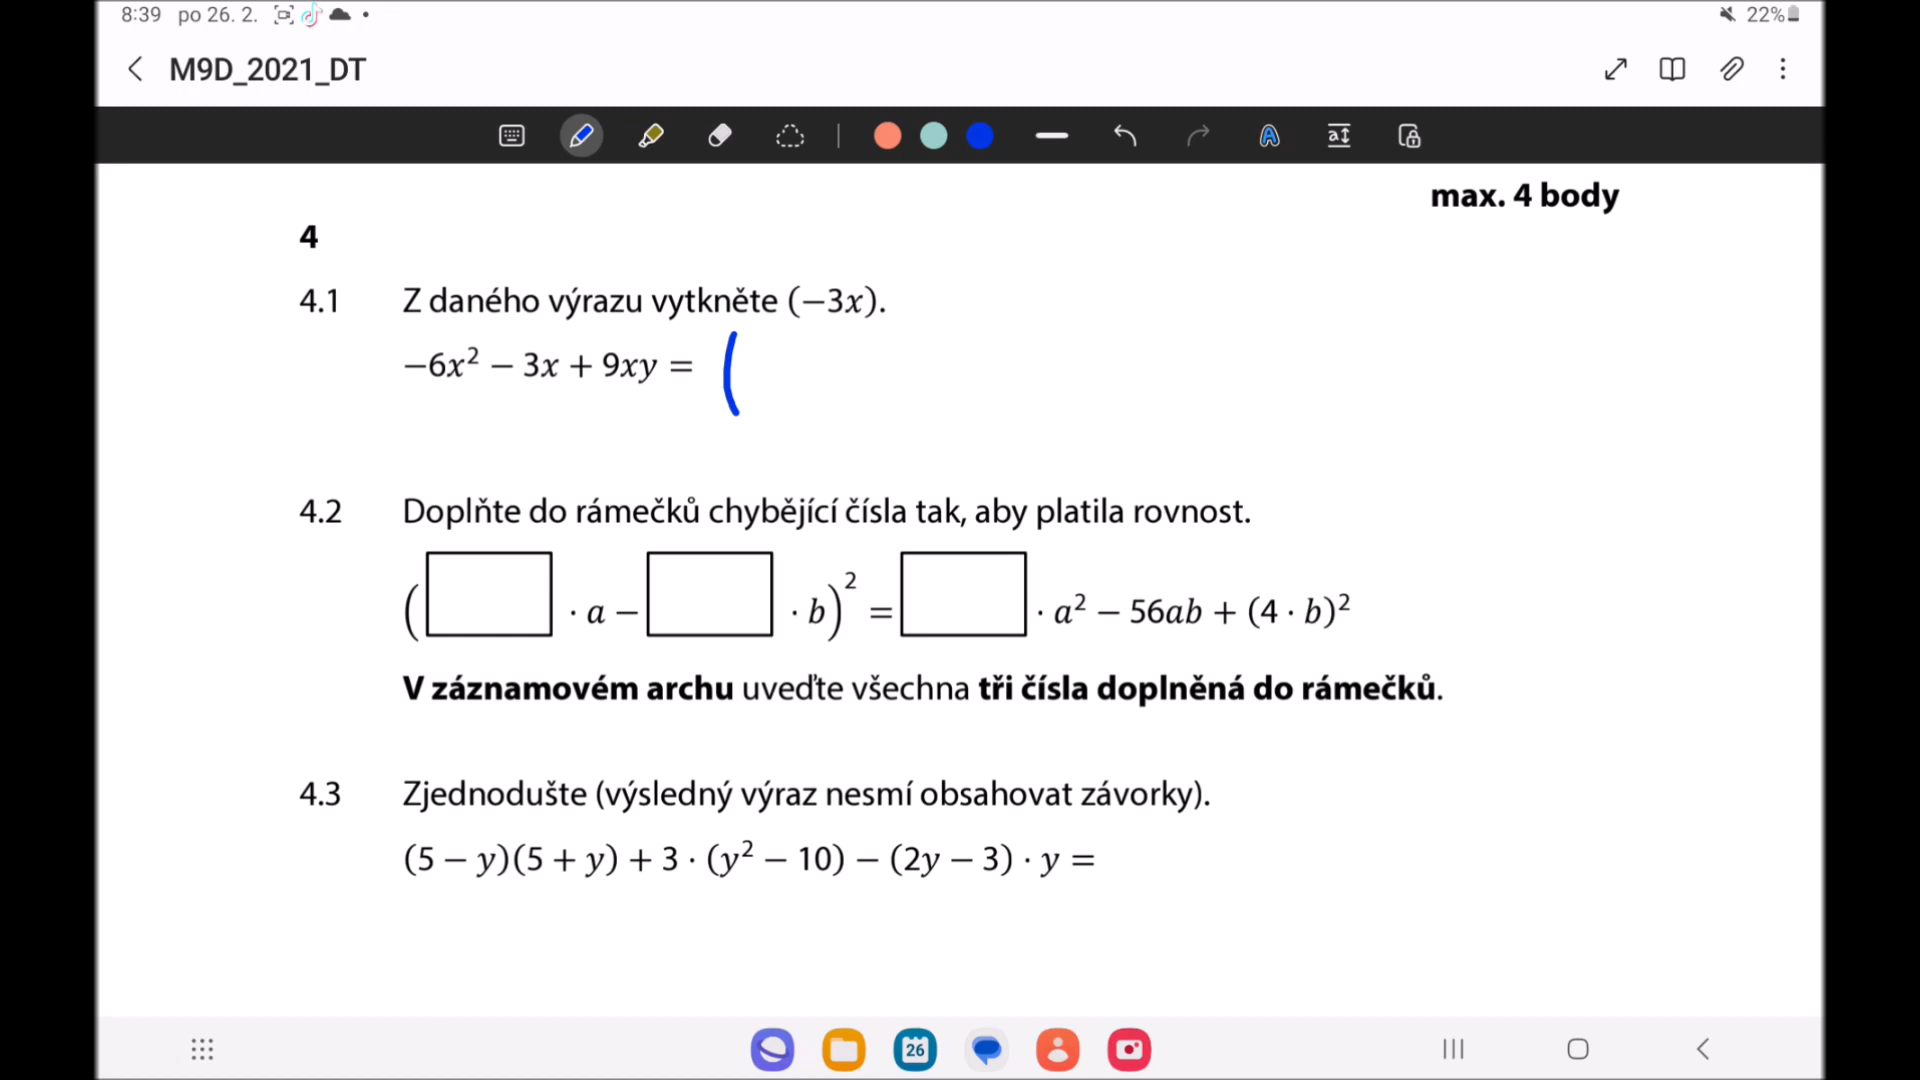 8:39 po 26. 2. 22%
M9D_2021_DT
max. 4 body
4
4.1 Z daného výrazu vytkněte (−3x).
−6x² − 3x + 9xy = (
4.2 Doplňte do rámečků chybějící čísla tak, aby platila rovnost.
( · a − · b)² = · a² − 56ab + (4 · b)²
V záznamovém archu uveďte všechna tři čísla doplněná do rámečků.
4.3 Zjednodušte (výsledný výraz nesmí obsahovat závorky).
(5 − y)(5 + y) + 3 · (y² − 10) − (2y − 3) · y =
26